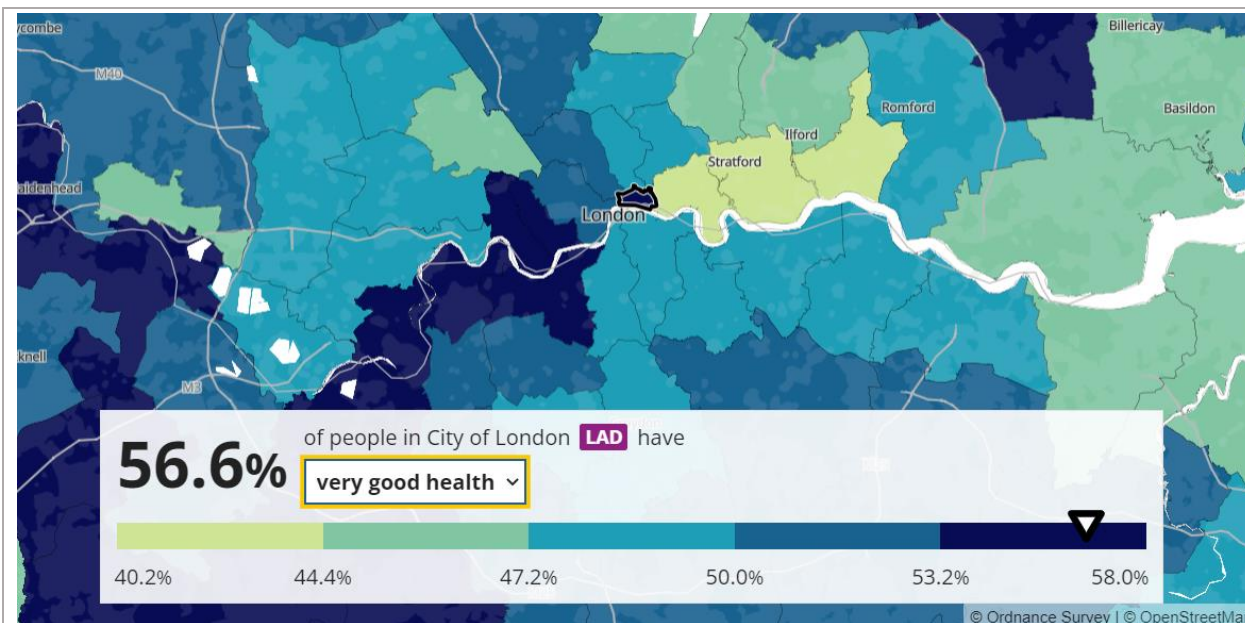 ycombe
Billericay
M40
Romford
Basildon
Ilford
Stratford
aidenhead
London
cknell
M3
56.6%
of people in City of London LAD have
very good health
40.2% 44.4% 47.2% 50.0% 53.2% 58.0%
© Ordnance Survey | © OpenStreetMa